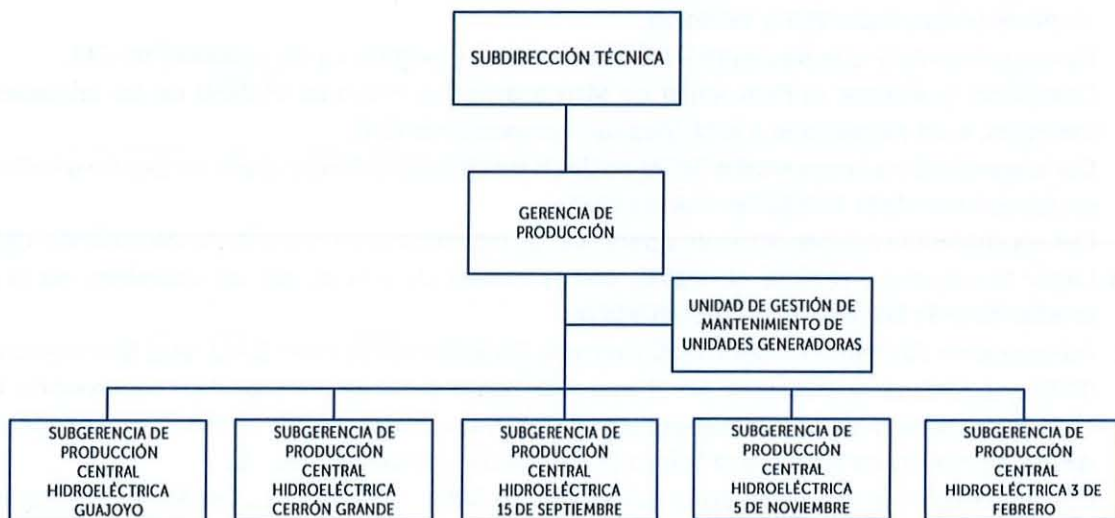 SUBDIRECCIÓN TÉCNICA
GERENCIA DE
PRODUCCIÓN
UNIDAD DE GESTIÓN DE
MANTENIMIENTO DE
UNIDADES GENERADORAS
SUBGERENCIA DE
PRODUCCIÓN
CENTRAL
HIDROELÉCTRICA
GUAJOYO
SUBGERENCIA DE
PRODUCCIÓN
CENTRAL
HIDROELÉCTRICA
CERRÓN GRANDE
SUBGERENCIA DE
PRODUCCIÓN
CENTRAL
HIDROELÉCTRICA
15 DE SEPTIEMBRE
SUBGERENCIA DE
PRODUCCIÓN
CENTRAL
HIDROELÉCTRICA
5 DE NOVIEMBRE
SUBGERENCIA DE
PRODUCCIÓN
CENTRAL
HIDROELÉCTRICA 3 DE
FEBRERO